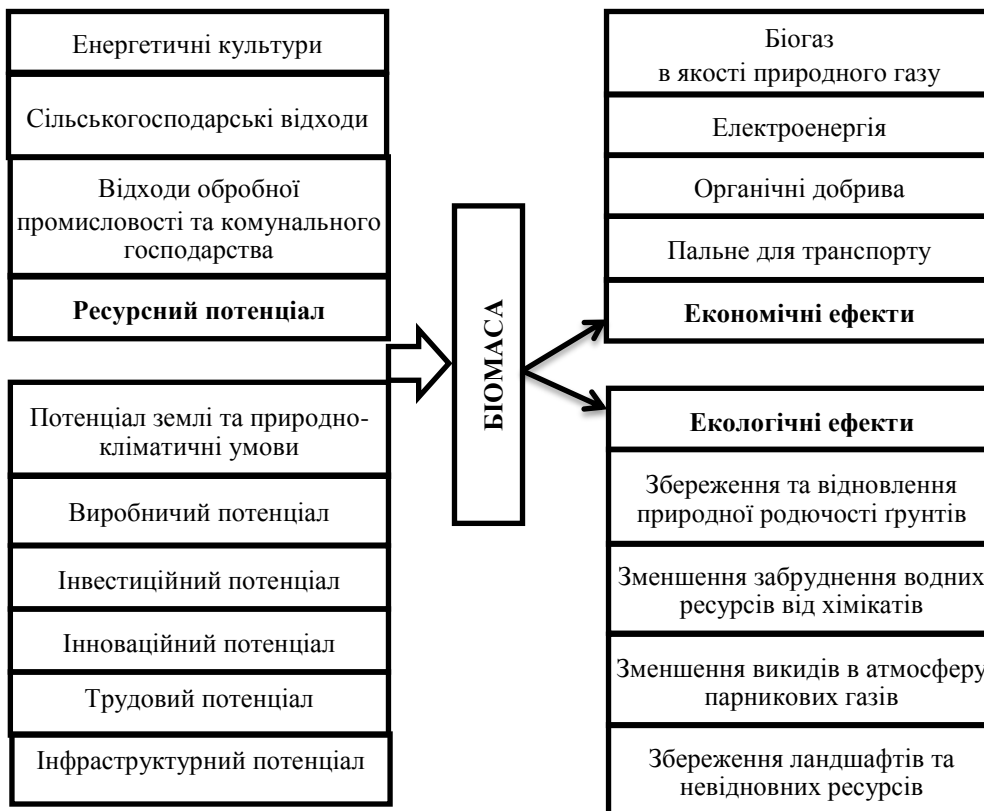 Енергетичні культури
Сільськогосподарські відходи
Відходи обробної
промисловості та комунального
господарства
Ресурсний потенціал
Потенціал землі та природно-
кліматичні умови
Виробничий потенціал
Інвестиційний потенціал
Інноваційний потенціал
Трудовий потенціал
Інфраструктурний потенціал
БІОМАСА
Біогаз
в якості природного газу
Електроенергія
Органічні добрива
Пальне для транспорту
Економічні ефекти
Екологічні ефекти
Збереження та відновлення
природної родючості ґрунтів
Зменшення забруднення водних
ресурсів від хімікатів
Зменшення викидів в атмосферу
парникових газів
Збереження ландшафтів та
невідновних ресурсів